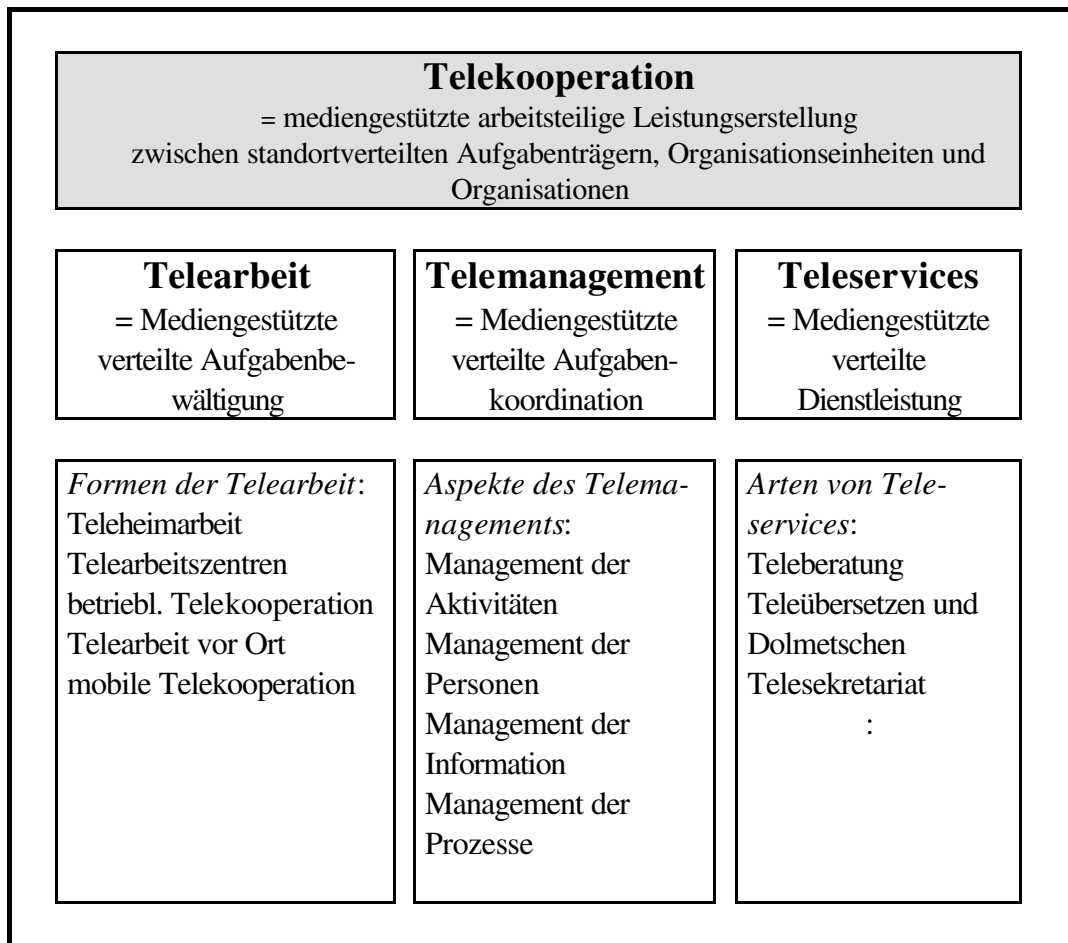 Telekooperation
= mediengestützte arbeitsteilige Leistungserstellung
zwischen standortverteilten Aufgabenträgern, Organisationseinheiten und
Organisationen
Telearbeit
= Mediengestützte
verteilte Aufgabenbe-
wältigung
Telemanagement
= Mediengestützte
verteilte Aufgaben-
koordination
Teleservices
= Mediengestützte
verteilte
Dienstleistung
Formen der Telearbeit:
Teleheimarbeit
Telearbeitszentren
betriebl. Telekooperation
Telearbeit vor Ort
mobile Telekooperation
Aspekte des Telema-
nagements:
Management der
Aktivitäten
Management der
Personen
Management der
Information
Management der
Prozesse
Arten von Tele-
services:
Teleberatung
Teleübersetzen und
Dolmetschen
Telesekretariat
: